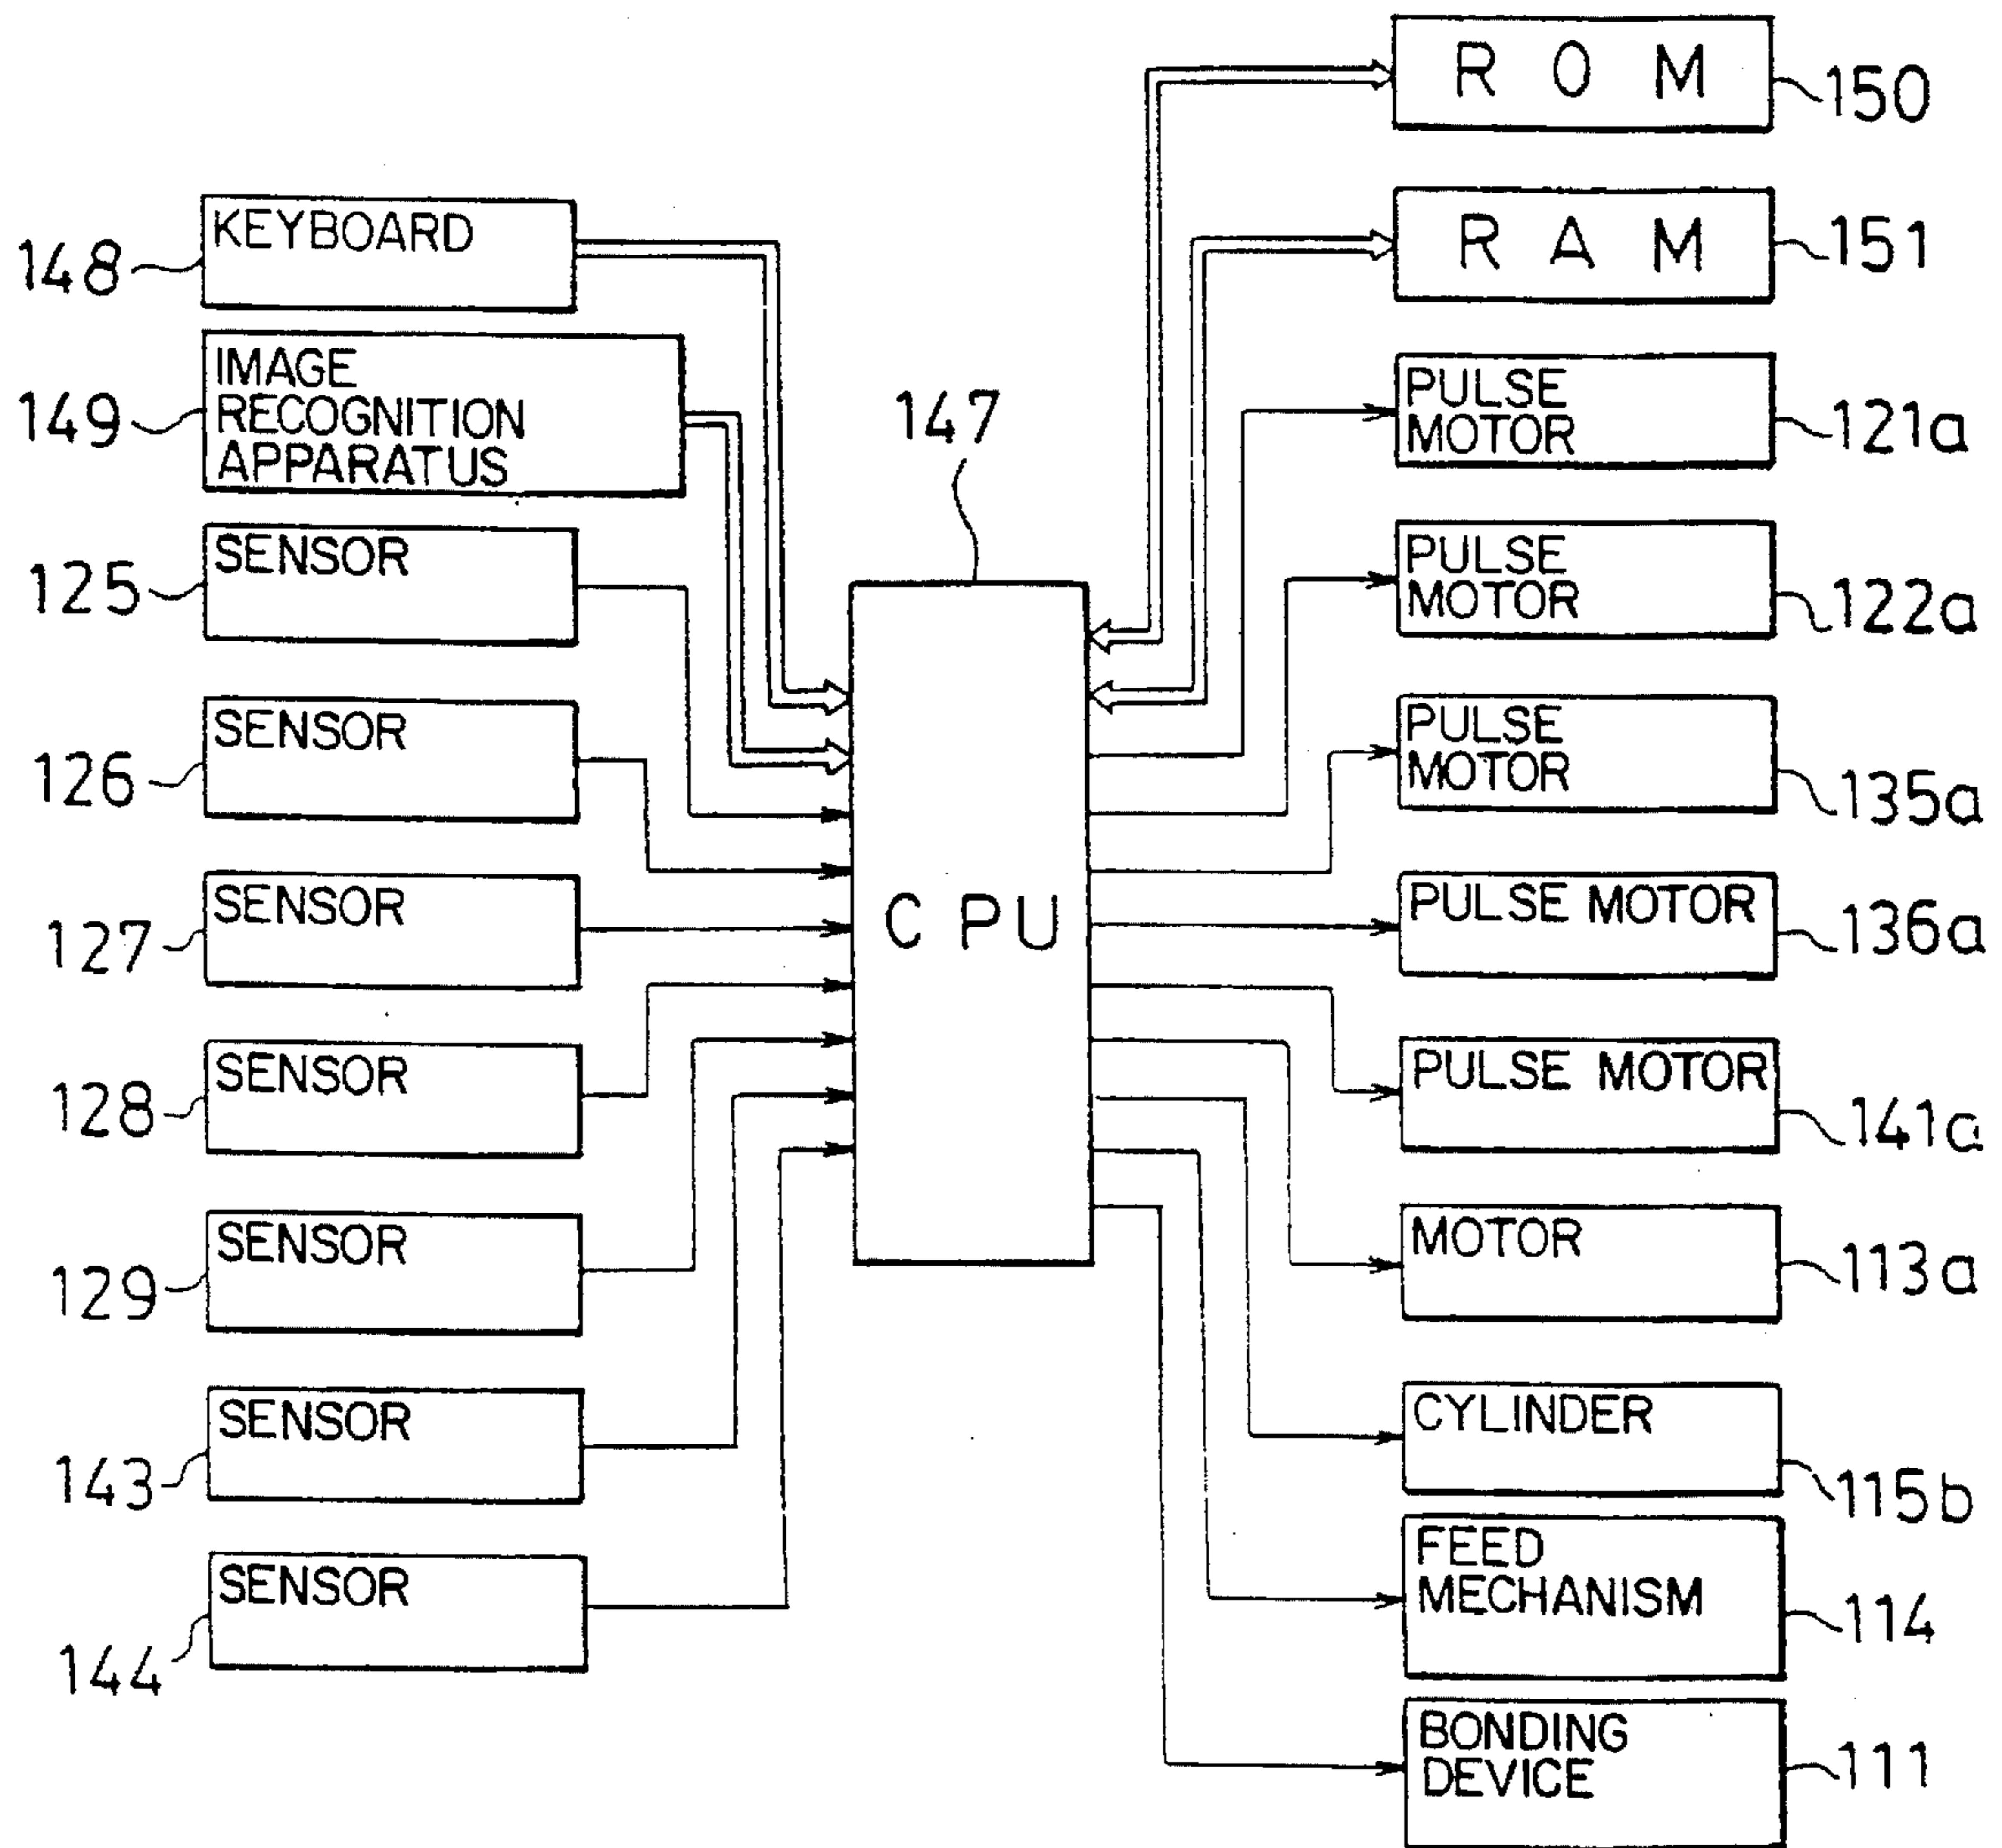 KEYBOARD
148
IMAGE
RECOGNITION
APPARATUS
149
SENSOR
125
SENSOR
126
SENSOR
127
SENSOR
128
SENSOR
129
SENSOR
143
SENSOR
144
147
CPU
ROM
150
RAM
151
PULSE
MOTOR
121a
PULSE
MOTOR
122a
PULSE
MOTOR
135a
PULSE MOTOR
136a
PULSE MOTOR
141a
MOTOR
113a
CYLINDER
115b
FEED
MECHANISM
114
BONDING
DEVICE
111